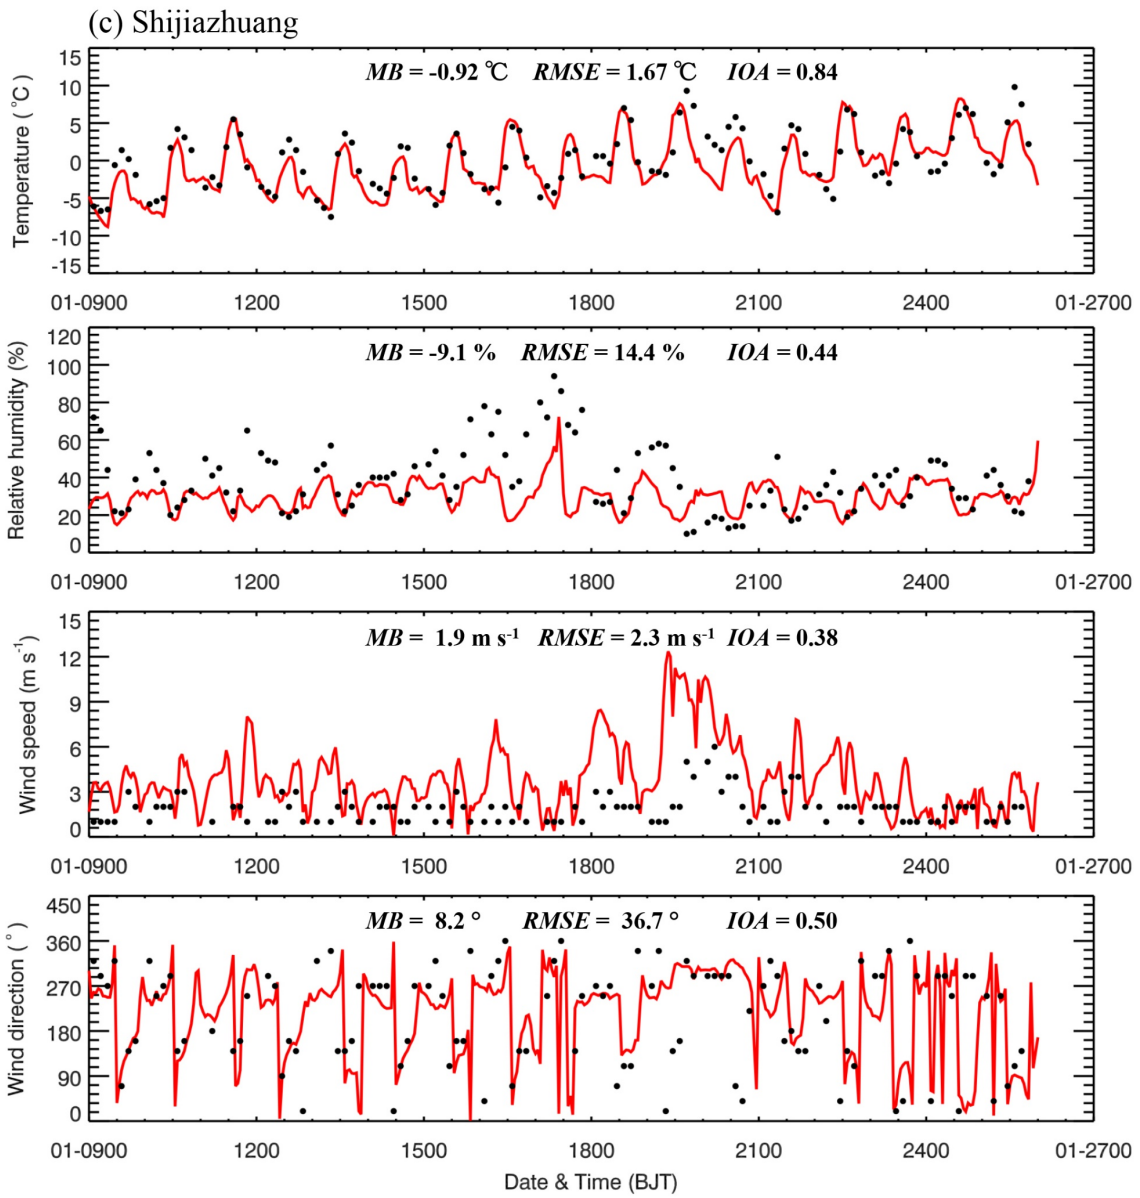 (c) Shijiazhuang
MB = -0.92 ℃ RMSE = 1.67 ℃ IOA = 0.84
Temperature ( °C)
15
10
5
0
-5
-10
-15
01-0900 1200 1500 1800 2100 2400 01-2700
MB = -9.1 % RMSE = 14.4 % IOA = 0.44
Relative humidity (%)
120
100
80
60
40
20
0
01-0900 1200 1500 1800 2100 2400 01-2700
MB = 1.9 m s⁻¹ RMSE = 2.3 m s⁻¹ IOA = 0.38
Wind speed (m s⁻¹)
15
12
9
6
3
0
01-0900 1200 1500 1800 2100 2400 01-2700
MB = 8.2 ° RMSE = 36.7 ° IOA = 0.50
Wind direction ( °)
450
360
270
180
90
0
01-0900 1200 1500 1800 2100 2400 01-2700
Date & Time (BJT)